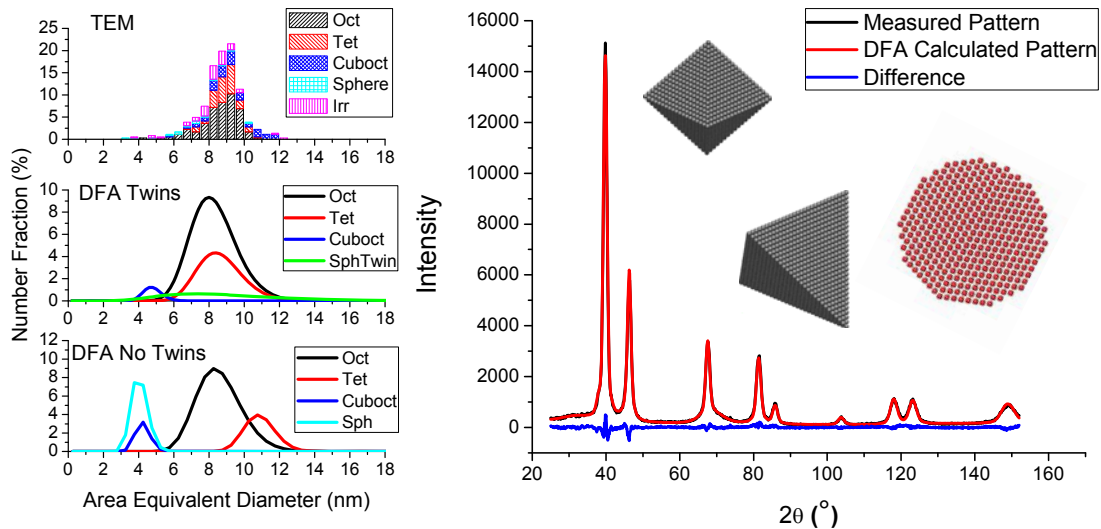 TEM
Oct
Tet
Cuboct
Sphere
Irr
25
20
15
10
5
0
0 2 4 6 8 10 12 14 16 18
DFA Twins
Oct
Tet
Cuboct
SphTwin
10
9
8
7
6
5
4
3
2
1
0
0 2 4 6 8 10 12 14 16 18
DFA No Twins
Oct
Tet
Cuboct
Sph
12
10
8
6
4
2
0
0 2 4 6 8 10 12 14 16 18
Number Fraction (%)
Area Equivalent Diameter (nm)
Measured Pattern
DFA Calculated Pattern
Difference
16000
14000
12000
10000
8000
6000
4000
2000
0
20 40 60 80 100 120 140 160
Intensity
2θ (°)